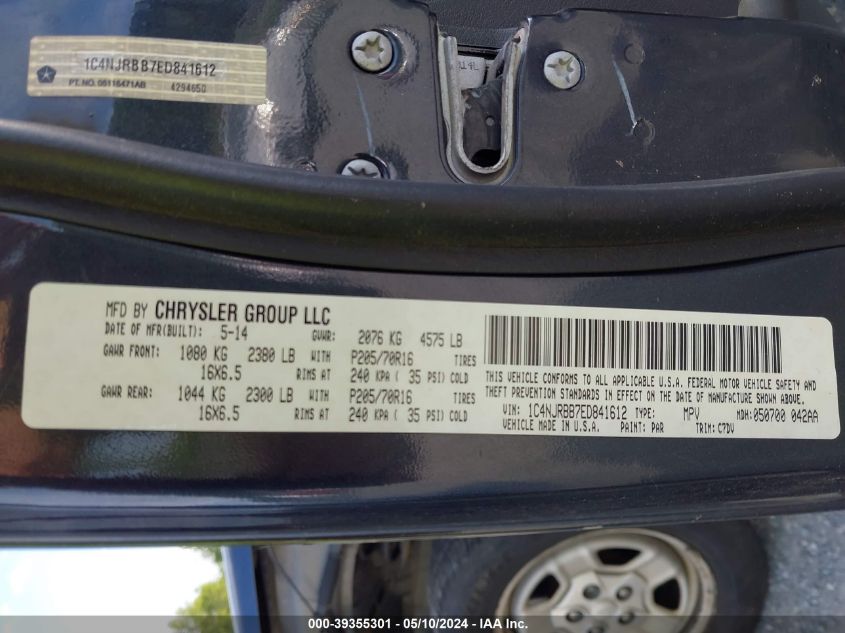 1C4NJRBB7ED841612
PT. NO. 05116471AB 4294650
MFD BY CHRYSLER GROUP LLC
DATE OF MFR(BUILT): 5-14 GVWR: 2076 KG 4575 LB
GAWR FRONT: 1080 KG 2380 LB WITH P205/70R16 TIRES
16X6.5 RIMS AT 240 KPA ( 35 PSI) COLD
GAWR REAR: 1044 KG 2300 LB WITH P205/70R16 TIRES
16X6.5 RIMS AT 240 KPA ( 35 PSI) COLD
THIS VEHICLE CONFORMS TO ALL APPLICABLE U.S.A. FEDERAL MOTOR VEHICLE SAFETY AND
THEFT PREVENTION STANDARDS IN EFFECT ON THE DATE OF MANUFACTURE SHOWN ABOVE.
VIN: 1C4NJRBB7ED841612 TYPE: MPV MDH:050700 042AA
VEHICLE MADE IN U.S.A. PAINT: PAR TRIM: C7DV
000-39355301 - 05/10/2024 - IAA Inc.